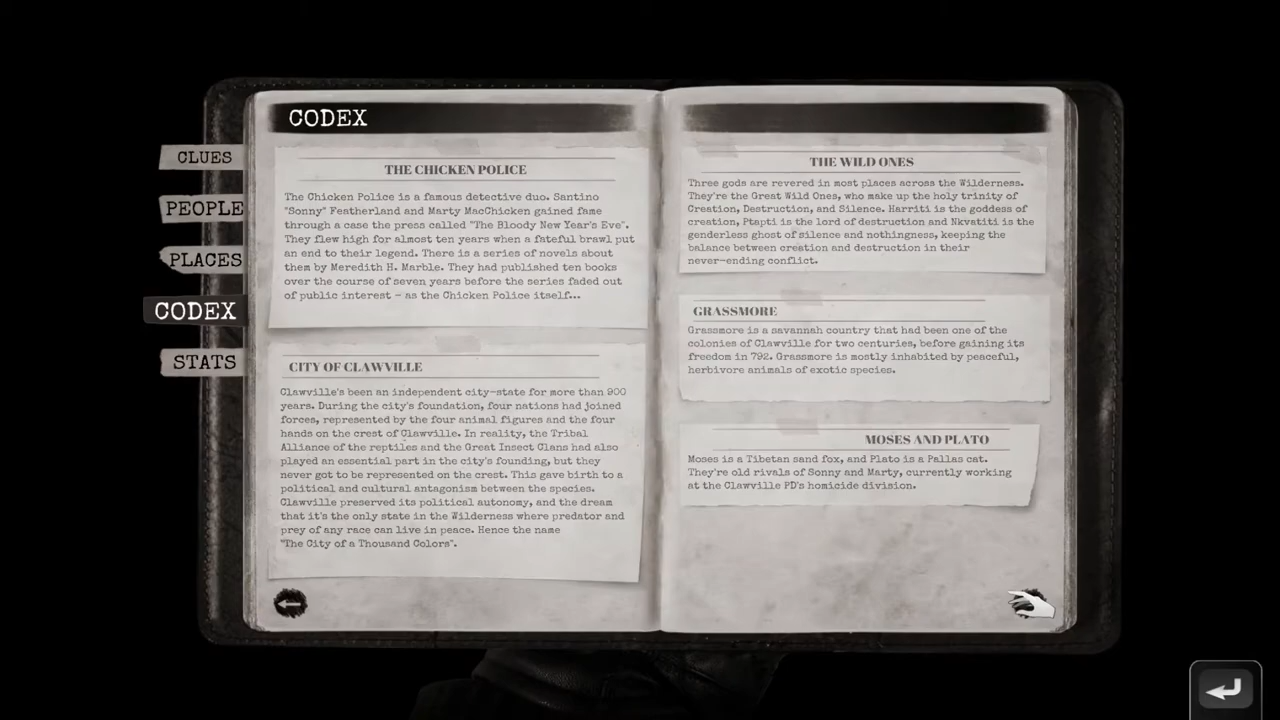 CODEX
CLUES
PEOPLE
PLACES
CODEX
STATS
THE CHICKEN POLICE
The Chicken Police is a famous detective duo. Santino
"Sonny" Featherland and Marty MacChicken gained fame
through a case the press called "The Bloody New Year's Eve".
They flew high for almost ten years when a fateful brawl put
an end to their legend. There is a series of novels about
them by Meredith H. Marble. They had published ten books
over the course of seven years before the series faded out
of public interest - as the Chicken Police itself...
CITY OF CLAWVILLE
Clawville's been an independent city-state for more than 900
years. During the city's foundation, four nations had joined
forces, represented by the four animal figures and the four
hands on the crest of Clawville. In reality, the Tribal
Alliance of the reptiles and the Great Insect Clans had also
played an essential part in the city's founding, but they
never got to be represented on the crest. This gave birth to a
political and cultural antagonism between the species.
Clawville preserved its political autonomy, and the dream
that it's the only state in the Wilderness where predator and
prey of any race can live in peace. Hence the name
"The City of a Thousand Colors".
THE WILD ONES
Three gods are revered in most places across the Wilderness.
They're the Great Wild Ones, who make up the holy trinity of
Creation, Destruction, and Silence. Harriti is the goddess of
creation, Ptapti is the lord of destruction and Nkvatiti is the
genderless ghost of silence and nothingness, keeping the
balance between creation and destruction in their
never-ending conflict.
GRASSMORE
Grassmore is a savannah country that had been one of the
colonies of Clawville for two centuries, before gaining its
freedom in 792. Grassmore is mostly inhabited by peaceful,
herbivore animals of exotic species.
MOSES AND PLATO
Moses is a Tibetan sand fox, and Plato is a Pallas cat.
They're old rivals of Sonny and Marty, currently working
at the Clawville PD's homicide division.